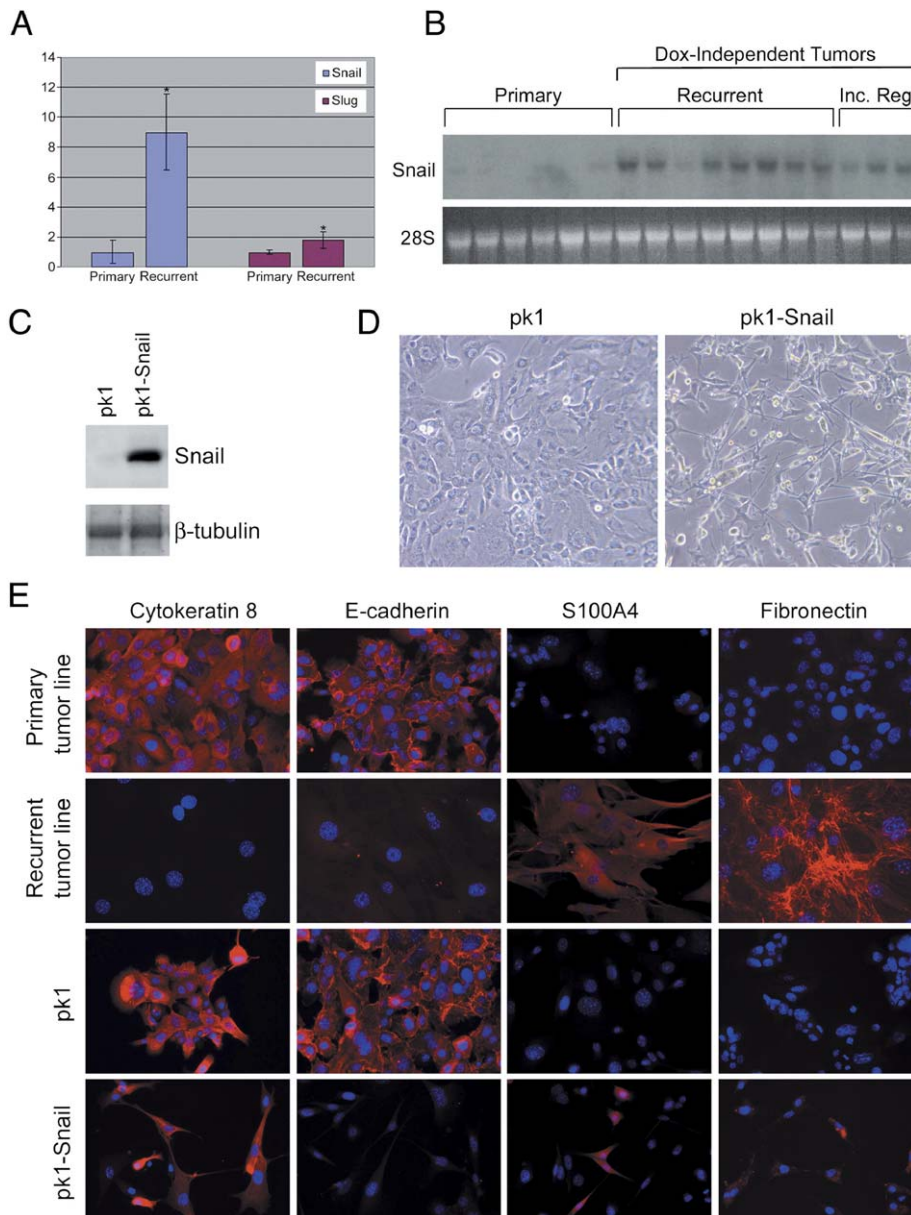 A
14
12
10
8
6
4
2
0
Snail
Slug
*
*
Primary Recurrent
Primary Recurrent
B
Dox-Independent Tumors
Primary
Recurrent
Inc. Reg
Snail
28S
C
pk1
pk1-Snail
Snail
β-tubulin
D
pk1
pk1-Snail
E
Cytokeratin 8
E-cadherin
S100A4
Fibronectin
Primary
tumor line
Recurrent
tumor line
pk1
pk1-Snail